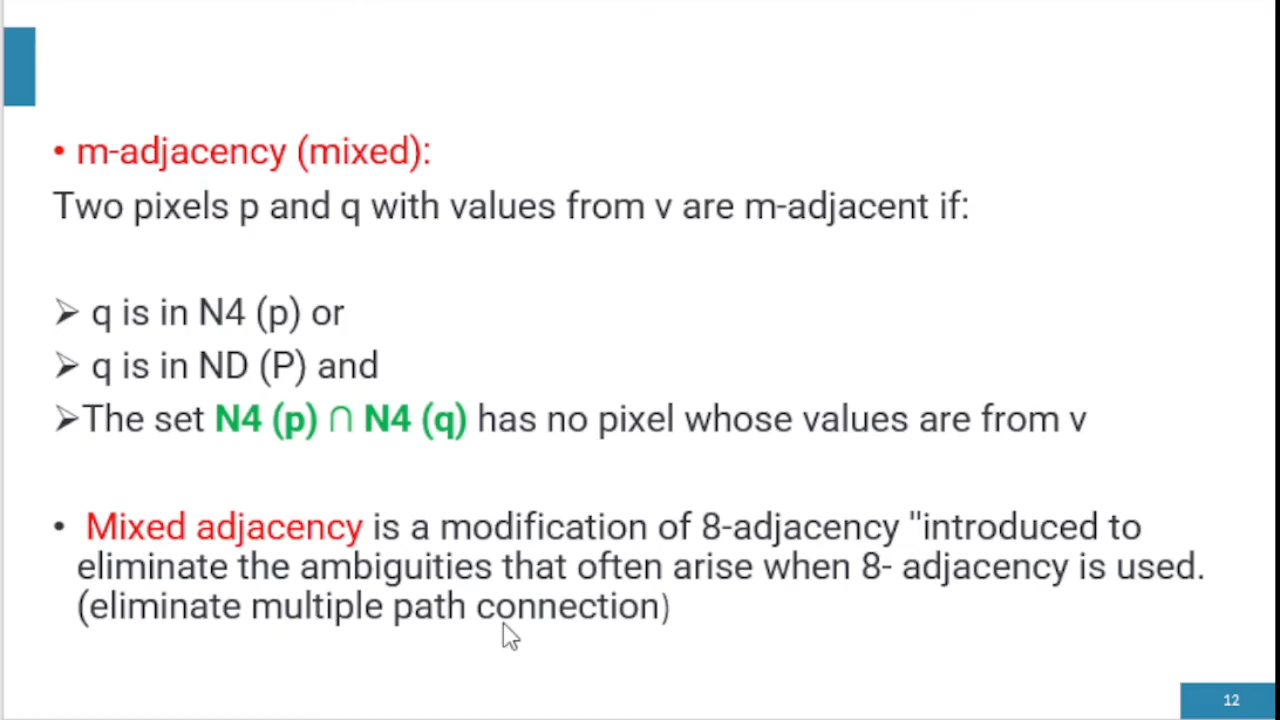 • m-adjacency (mixed):
Two pixels p and q with values from v are m-adjacent if:
➢ q is in N4 (p) or
➢ q is in ND (P) and
➢The set N4 (p) ∩ N4 (q) has no pixel whose values are from v
• Mixed adjacency is a modification of 8-adjacency "introduced to
eliminate the ambiguities that often arise when 8- adjacency is used.
(eliminate multiple path connection)
12